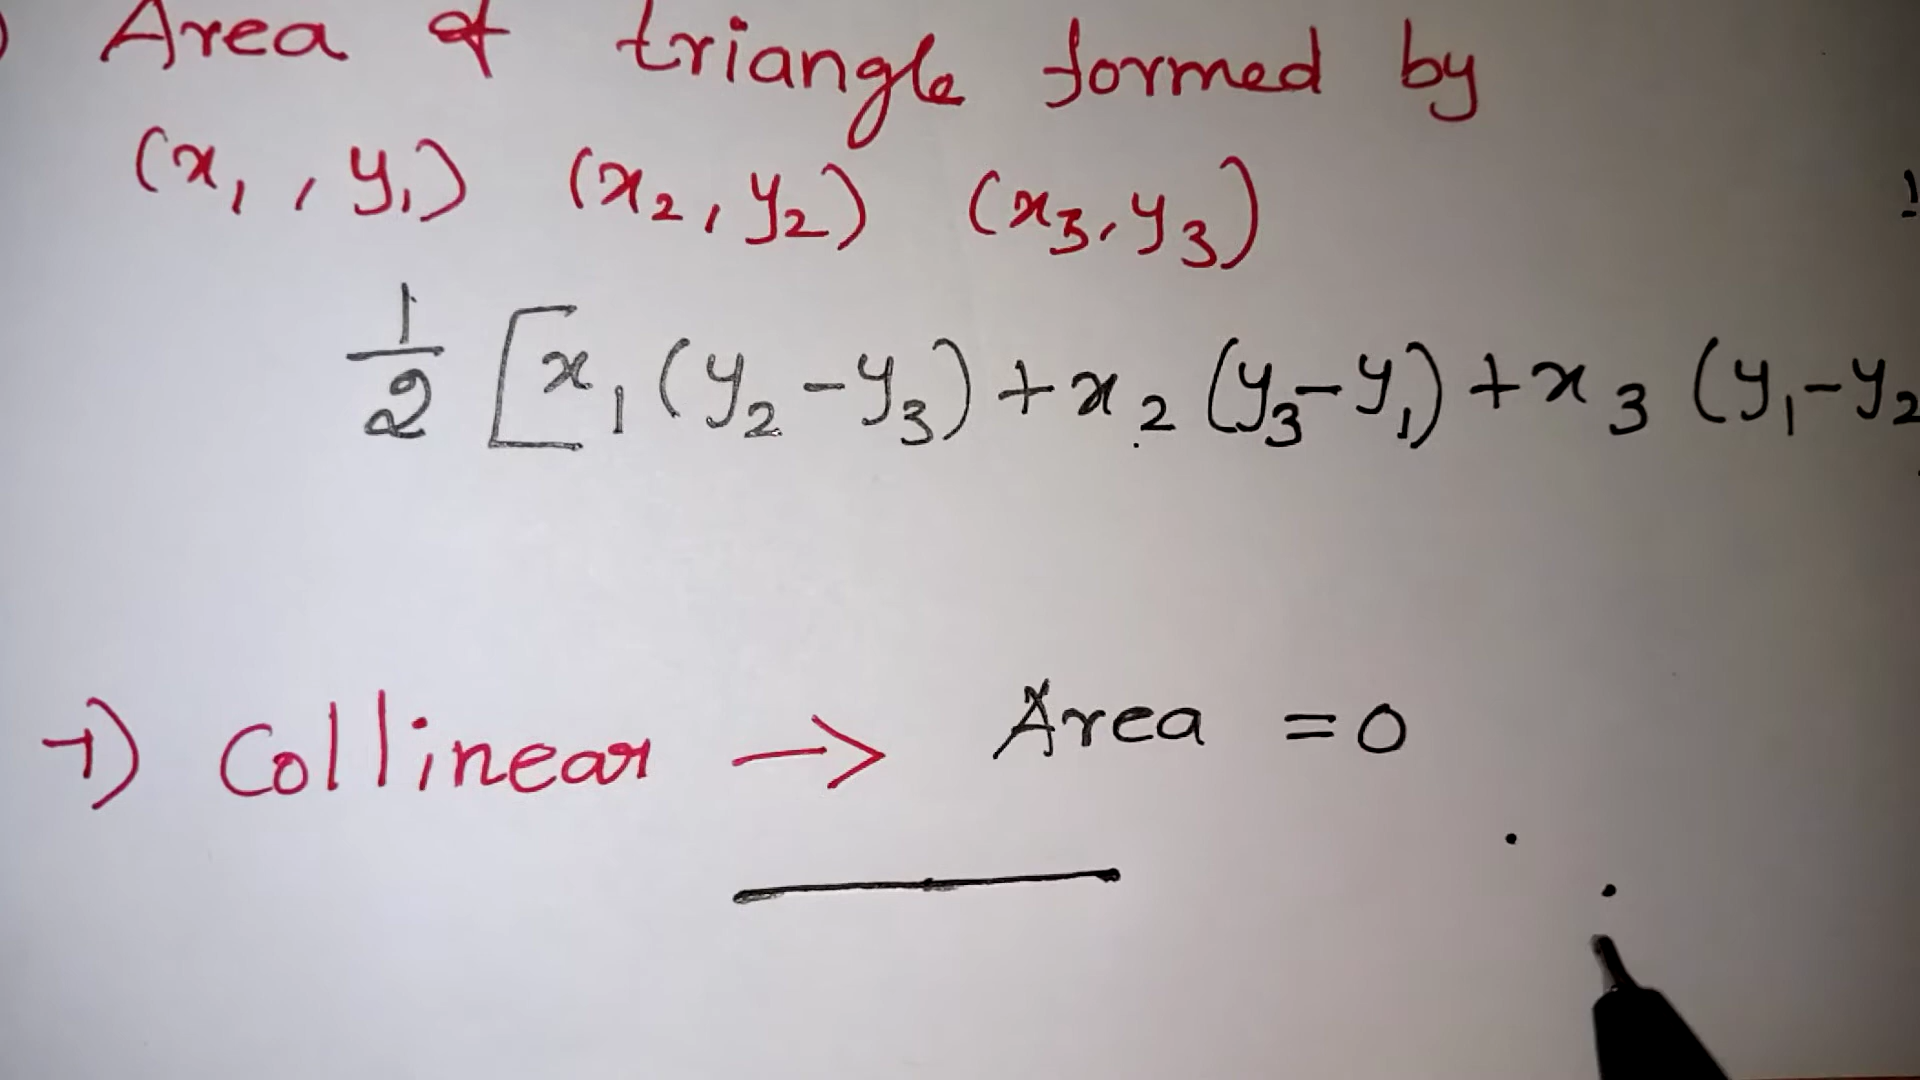 ) Area of triangle formed by
(x₁, y₁) (x₂, y₂) (x₃, y₃)
1/2 [x₁(y₂-y₃)+x₂(y₃-y₁)+x₃(y₁-y₂
7) Collinear → Area = 0